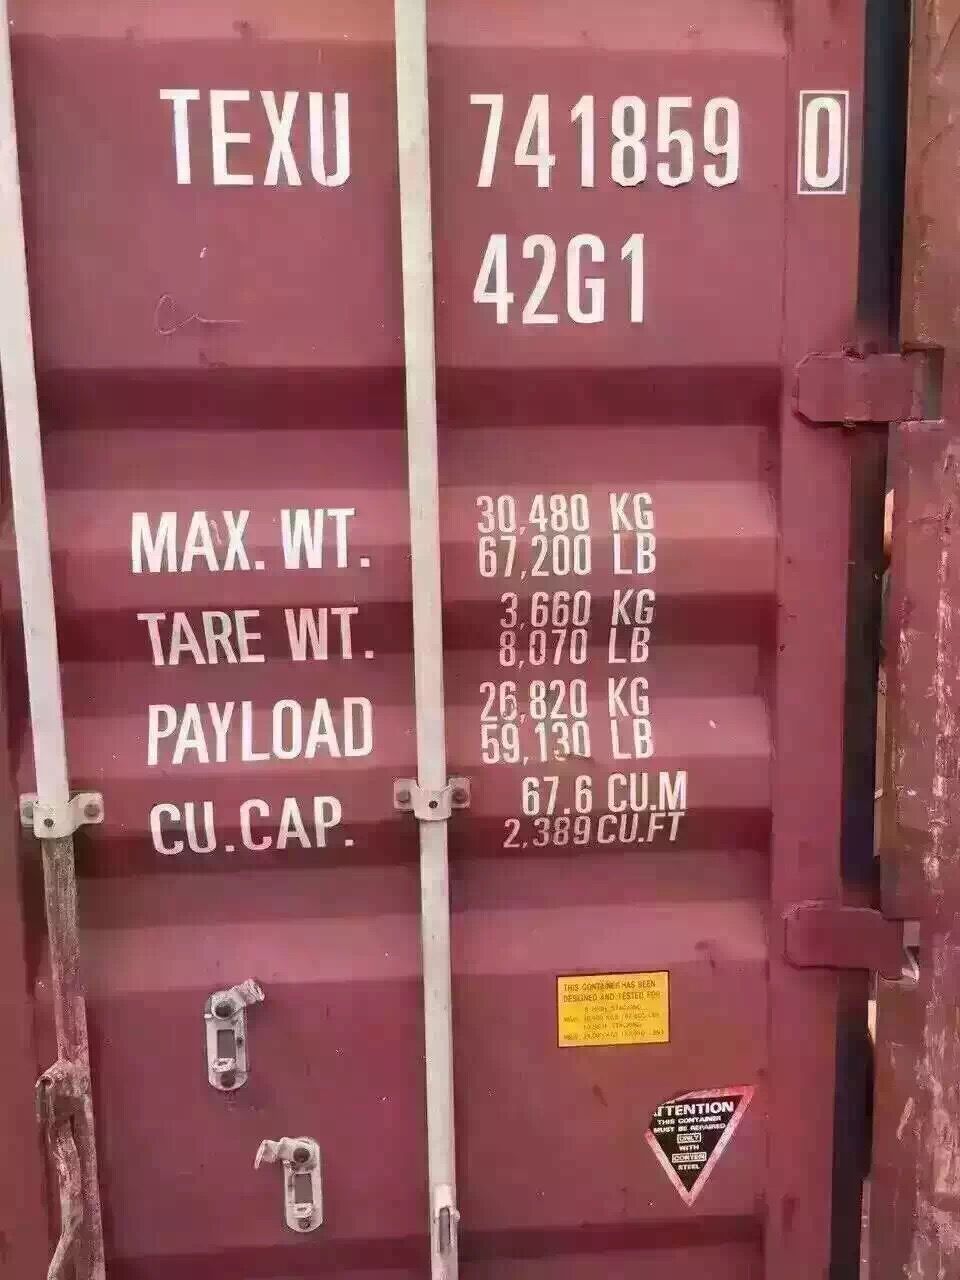 TEXU 741859 0
42G1
MAX. WT. 30,480 KG
67,200 LB
TARE WT. 3,660 KG
8,070 LB
PAYLOAD 26,820 KG
59,130 LB
CU.CAP. 67.6 CU.M
2,389 CU.FT
THIS CONTAINER HAS BEEN
DESIGNED AND TESTED FOR
ATTENTION
THIS CONTAINER
MUST BE REPAIRED
ONLY
WITH
CORTEN
STEEL